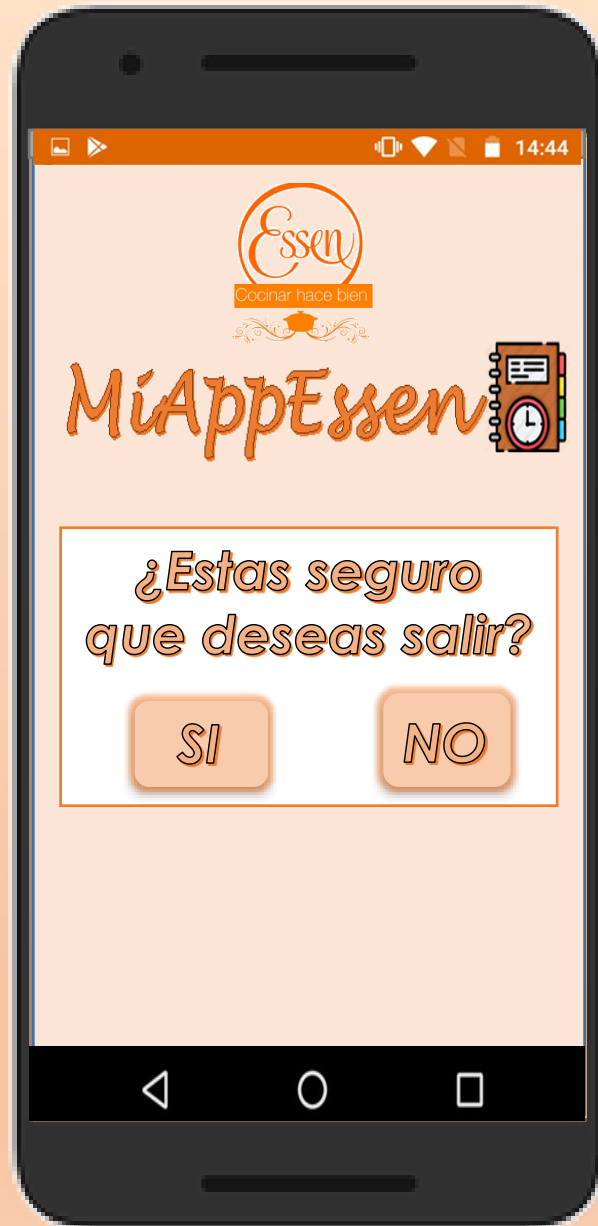 14:44
Essen
Cocinar hace bien
MiAppEssen
¿Estas seguro
que deseas salir?
SI
NO